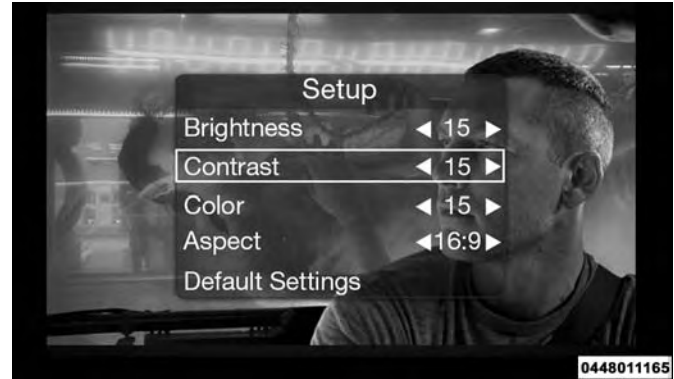 Setup
Brightness ◀ 15 ▶
Contrast ◀ 15 ▶
Color ◀ 15 ▶
Aspect ◀16:9▶
Default Settings
0448011165